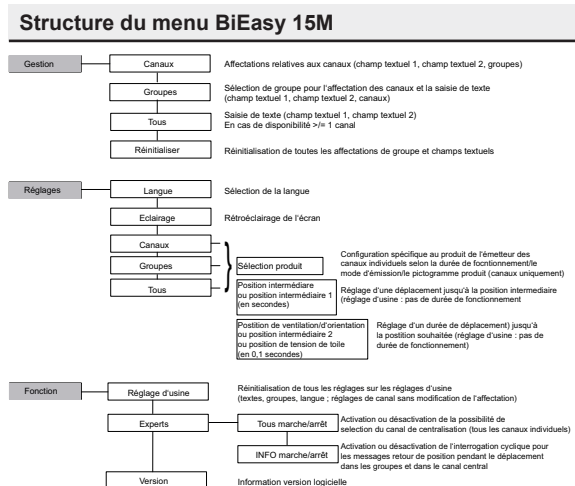 Structure du menu BiEasy 15M
Gestion
Canaux
Affectations relatives aux canaux (champ textuel 1, champ textuel 2, groupes)
Groupes
Sélection de groupe pour l'affectation des canaux et la saisie de texte
(champ textuel 1, champ textuel 2, canaux)
Tous
Saisie de texte (champ textuel 1, champ textuel 2)
En cas de disponibilité >/= 1 canal
Réinitialiser
Réinitialisation de toutes les affectations de groupe et champs textuels
Réglages
Langue
Sélection de la langue
Eclairage
Rétroéclairage de l'écran
Canaux
Groupes
Tous
Sélection produit
Configuration spécifique au produit de l'émetteur des
canaux individuels selon la durée de focntionnement/le
mode d'émission/le pictogramme produit (canaux uniquement)
Position intermédiare
ou position intermédiaire 1
(en secondes)
Réglage d'une déplacement jusqu'à la position intermediaire
(réglage d'usine : pas de durée de fonctionnement
Postition de ventilation/d'orientation
ou position intermédiaire 2
ou position de tension de toile
(en 0,1 secondes)
Réglage d'un durée de déplacement) jusqu'à
la postition souhaitée (réglage d'usine : pas de
durée de fonctionnement)
Fonction
Réglage d'usine
Réinitialisation de tous les réglages sur les réglages d'usine
(textes, groupes, langue ; réglages de canal sans modification de l'affectation)
Experts
Tous marche/arrêt
Activation ou désactivation de la possibilité de
selection du canal de centralisation (tous les canaux individuels)
INFO marche/arrêt
Activation ou désactivation de l'interrogation cyclique pour
les messages retour de position pendant le déplacement
dans les groupes et dans le canal central
Version
Information version logicielle